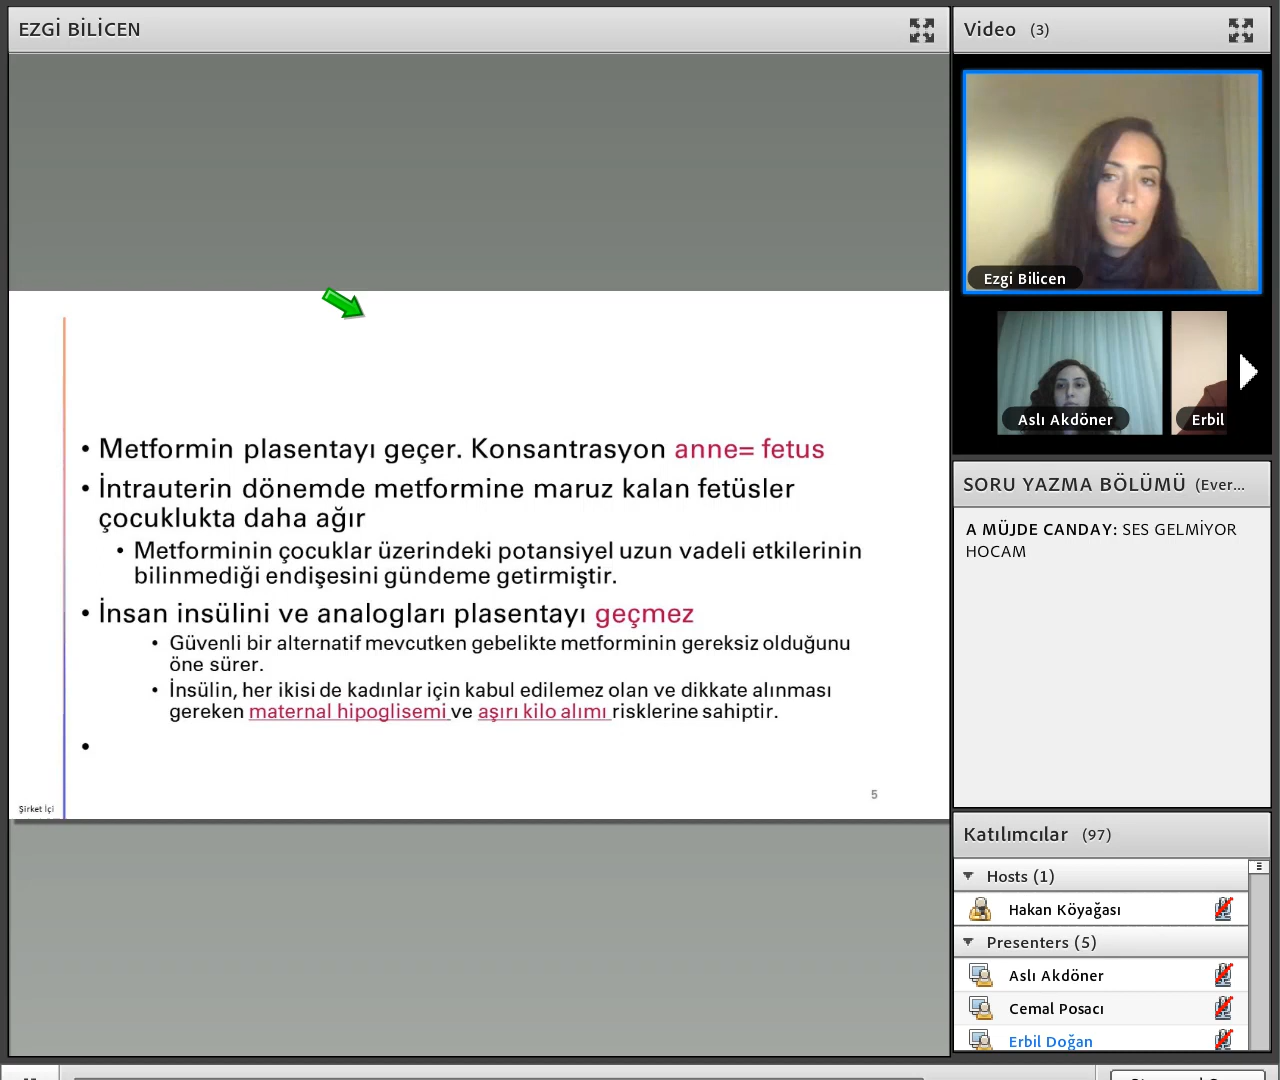 EZGİ BİLİCEN
Metformin plasentayı geçer. Konsantrasyon anne= fetus
İntrauterin dönemde metformine maruz kalan fetüsler
çocuklukta daha ağır
Metforminin çocuklar üzerindeki potansiyel uzun vadeli etkilerinin
bilinmediği endişesini gündeme getirmiştir.
İnsan insülini ve analogları plasentayı geçmez
Güvenli bir alternatif mevcutken gebelikte metforminin gereksiz olduğunu
öne sürer.
İnsülin, her ikisi de kadınlar için kabul edilemez olan ve dikkate alınması
gereken maternal hipoglisemi ve aşırı kilo alımı risklerine sahiptir.
5
Şirket İçi
Video (3)
Ezgi Bilicen
Aslı Akdöner
Erbil
SORU YAZMA BÖLÜMÜ (Ever...
A MÜJDE CANDAY: SES GELMİYOR
HOCAM
Katılımcılar (97)
Hosts (1)
Hakan Köyağası
Presenters (5)
Aslı Akdöner
Cemal Posacı
Erbil Doğan